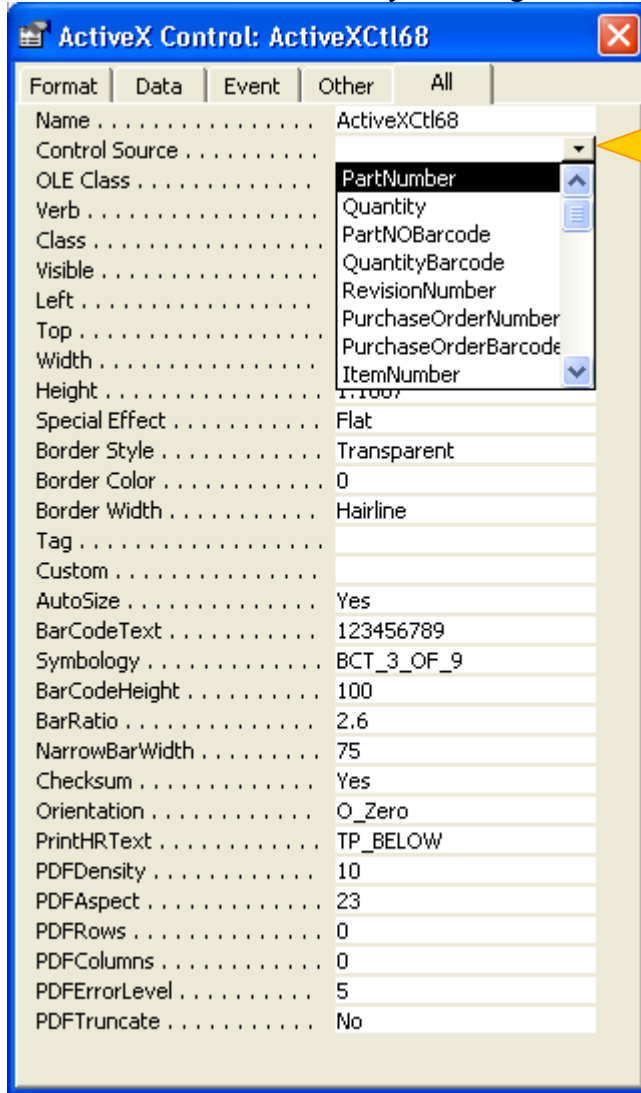 ActiveX Control: ActiveXCtl68
Format Data Event Other All
Name . . . . . . . . . . . . . . . . ActiveXCtl68
Control Source . . . . . . . . . .
OLE Class . . . . . . . . . . . . . PartNumber
Verb . . . . . . . . . . . . . . . . . Quantity
Class . . . . . . . . . . . . . . . . . PartNOBarcode
Visible . . . . . . . . . . . . . . . . QuantityBarcode
Left . . . . . . . . . . . . . . . . . . RevisionNumber
Top . . . . . . . . . . . . . . . . . . PurchaseOrderNumber
Width . . . . . . . . . . . . . . . . PurchaseOrderBarcode
Height . . . . . . . . . . . . . . . . ItemNumber
Special Effect . . . . . . . . . . . Flat
Border Style . . . . . . . . . . . . Transparent
Border Color . . . . . . . . . . . . 0
Border Width . . . . . . . . . . . Hairline
Tag . . . . . . . . . . . . . . . . . .
Custom . . . . . . . . . . . . . . .
AutoSize . . . . . . . . . . . . . . Yes
BarCodeText . . . . . . . . . . . 123456789
Symbology . . . . . . . . . . . . . BCT_3_OF_9
BarCodeHeight . . . . . . . . . . 100
BarRatio . . . . . . . . . . . . . . 2.6
NarrowBarWidth . . . . . . . . . 75
Checksum . . . . . . . . . . . . . Yes
Orientation . . . . . . . . . . . . O_Zero
PrintHRText . . . . . . . . . . . . TP_BELOW
PDFDensity . . . . . . . . . . . . 10
PDFAspect . . . . . . . . . . . . . 23
PDFRows . . . . . . . . . . . . . . 0
PDFColumns . . . . . . . . . . . . 0
PDFErrorLevel . . . . . . . . . . 5
PDFTruncate . . . . . . . . . . . No